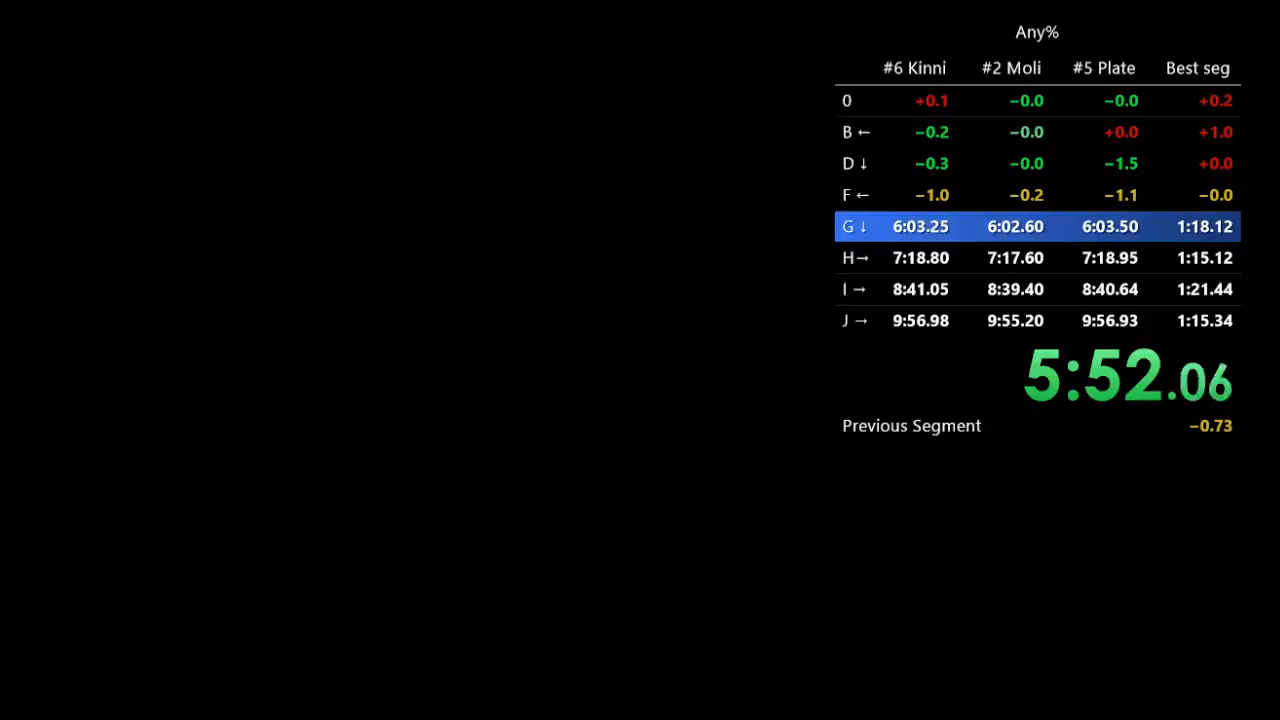 Any%
#6 Kinni #2 Moli #5 Plate Best seg
0 +0.1 −0.0 −0.0 +0.2
B ← −0.2 −0.0 +0.0 +1.0
D ↓ −0.3 −0.0 −1.5 +0.0
F ← −1.0 −0.2 −1.1 −0.0
G ↓ 6:03.25 6:02.60 6:03.50 1:18.12
H→ 7:18.80 7:17.60 7:18.95 1:15.12
I → 8:41.05 8:39.40 8:40.64 1:21.44
J → 9:56.98 9:55.20 9:56.93 1:15.34
5:52.06
Previous Segment −0.73